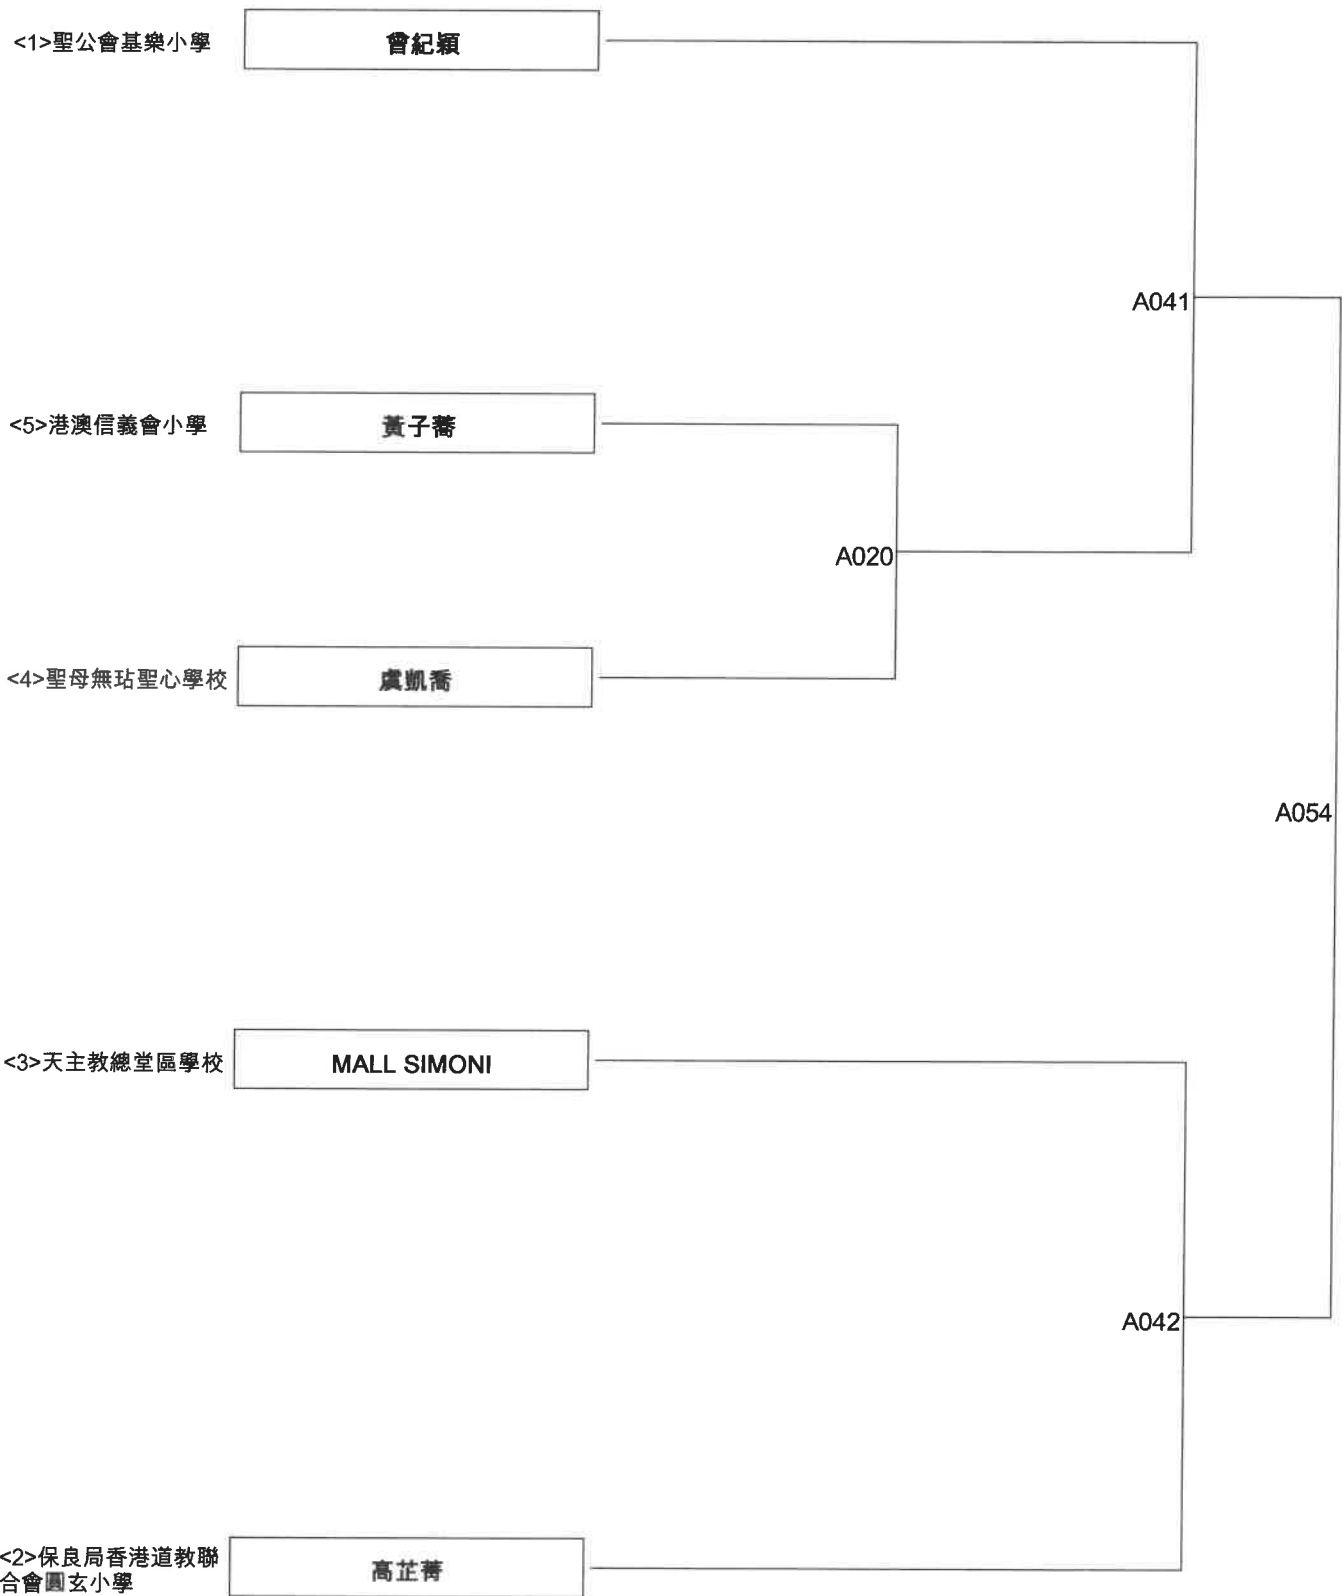 <1>聖公會基樂小學
曾紀穎
A041
<5>港澳信義會小學
黃子蕎
A020
<4>聖母無玷聖心學校
虞凱喬
A054
<3>天主教總堂區學校
MALL SIMONI
A042
<2>保良局香港道教聯
合會圓玄小學
高芷菁